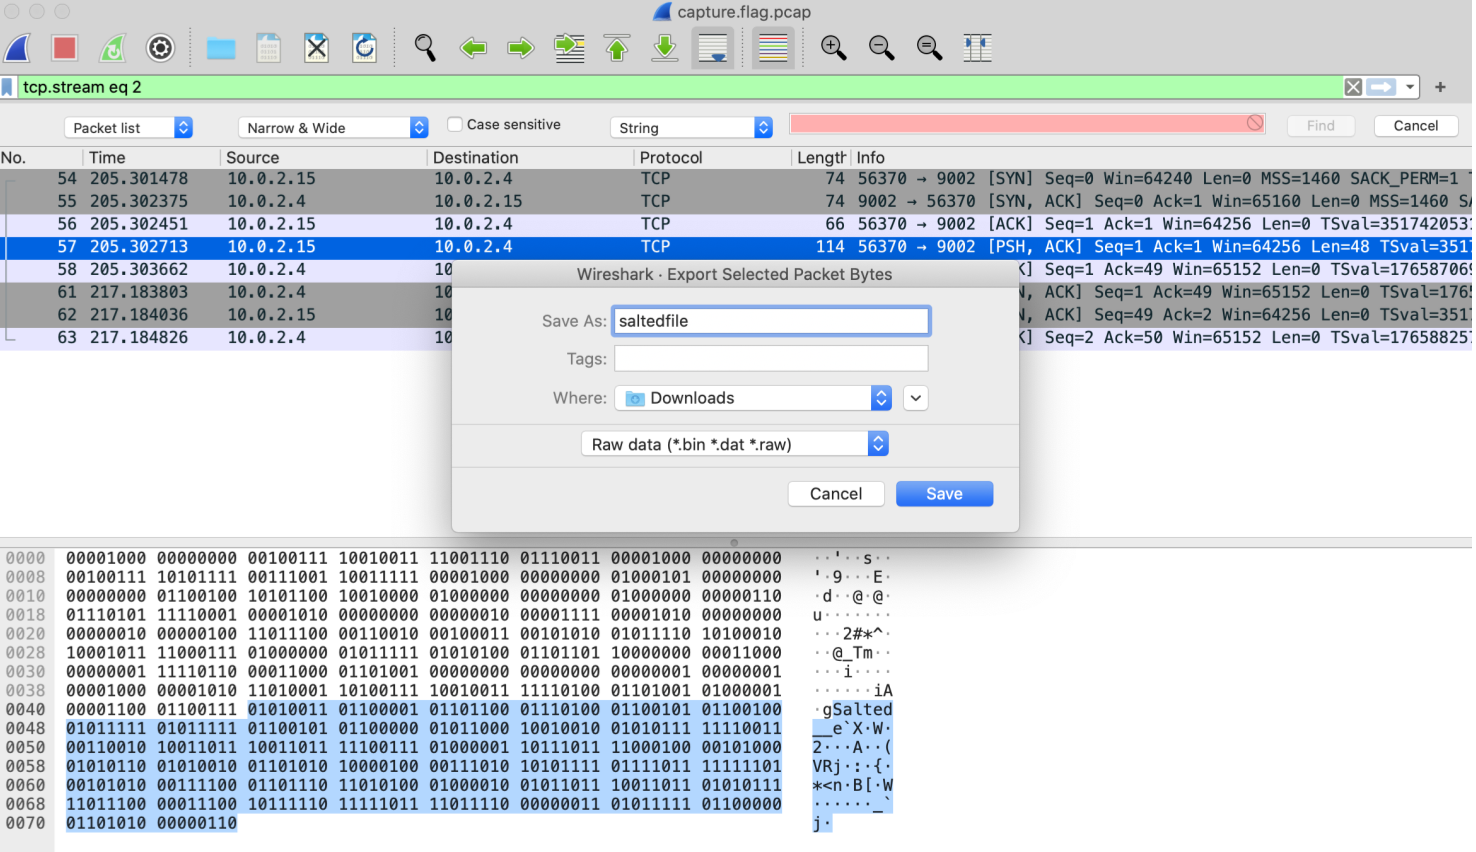 capture.flag.pcap
tcp.stream eq 2
Packet list Narrow & Wide Case sensitive String Find Cancel
No. Time Source Destination Protocol Length Info
54 205.301478 10.0.2.15 10.0.2.4 TCP 74 56370 → 9002 [SYN] Seq=0 Win=64240 Len=0 MSS=1460 SACK_PERM=1
55 205.302375 10.0.2.4 10.0.2.15 TCP 74 9002 → 56370 [SYN, ACK] Seq=0 Ack=1 Win=65160 Len=0 MSS=1460
56 205.302451 10.0.2.15 10.0.2.4 TCP 66 56370 → 9002 [ACK] Seq=1 Ack=1 Win=64256 Len=0 TSval=3517420531
57 205.302713 10.0.2.15 10.0.2.4 TCP 114 56370 → 9002 [PSH, ACK] Seq=1 Ack=1 Win=64256 Len=48 TSval=3517
58 205.303662 10.0.2.4 10 K] Seq=1 Ack=49 Win=65152 Len=0 TSval=176587069
61 217.183803 10.0.2.4 10 N, ACK] Seq=1 Ack=49 Win=65152 Len=0 TSval=1765
62 217.184036 10.0.2.15 10 N, ACK] Seq=49 Ack=2 Win=64256 Len=0 TSval=3517
63 217.184826 10.0.2.4 10 K] Seq=2 Ack=50 Win=65152 Len=0 TSval=176588257
Wireshark · Export Selected Packet Bytes
Save As: saltedfile
Tags:
Where: Downloads
Raw data (*.bin *.dat *.raw)
Cancel Save
0000 00001000 00000000 00100111 10010011 11001110 01110011 00001000 00000000 ··'··s··
0008 00100111 10101111 00111001 10011111 00001000 00000000 01000101 00000000 '·9···E·
0010 00000000 01100100 10101100 10010000 01000000 00000000 01000000 00000110 ·d··@·@·
0018 01110101 11110001 00001010 00000000 00000010 00001111 00001010 00000000 u·······
0020 00000010 00000100 11011100 00110010 00100011 00101010 01011110 10100010 ···2#*^·
0028 10001011 11000111 01000000 01011111 01010100 01101101 10000000 00011000 ··@_Tm··
0030 00000001 11110110 00011000 01101001 00000000 00000000 00000001 00000001 ···i····
0038 00001000 00001010 11010001 10100111 10010011 11110100 01101001 01000001 ······iA
0040 00001100 01100111 01010011 01100001 01101100 01110100 01100101 01100100 ·gSalted
0048 01011111 01011111 01100101 01100000 01011000 10010010 01010111 11110011 __e`X·W·
0050 00110010 10011011 10011011 11100111 01000001 10111011 11000100 00101000 2···A··(
0058 01010110 01010010 01101010 10000100 00111010 10101111 01111011 11111101 VRj·:·{·
0060 00101010 00111100 01101110 11010100 01000010 01011011 10011011 01010111 *<n·B[·W
0068 11011100 00011100 10111110 11111011 11011110 00000011 01011111 01100000 ······_`
0070 01101010 00000110 j·